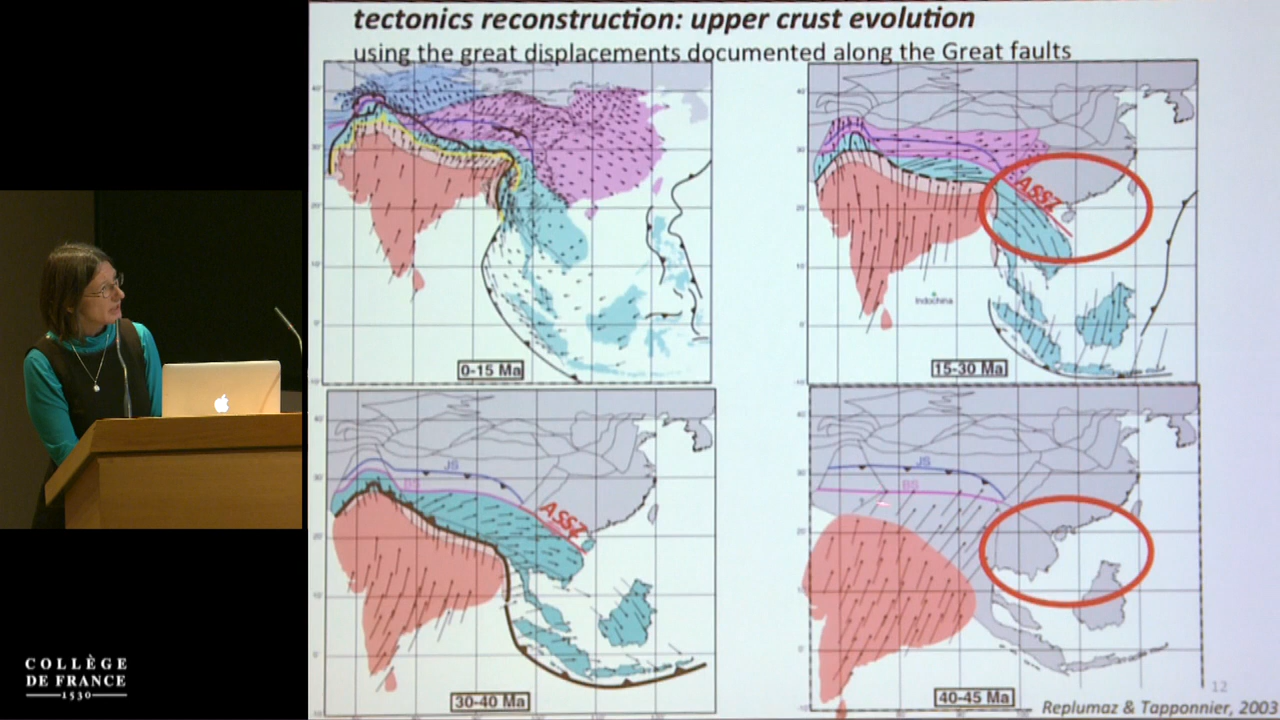 tectonics reconstruction: upper crust evolution
using the great displacements documented along the Great faults
0-15 Ma
ASSZ
Indochina
15-30 Ma
JS
BS
ASSZ
30-40 Ma
JS
BS
40-45 Ma
12
Replumaz & Tapponnier, 2003
COLLÈGE
DE FRANCE
1530